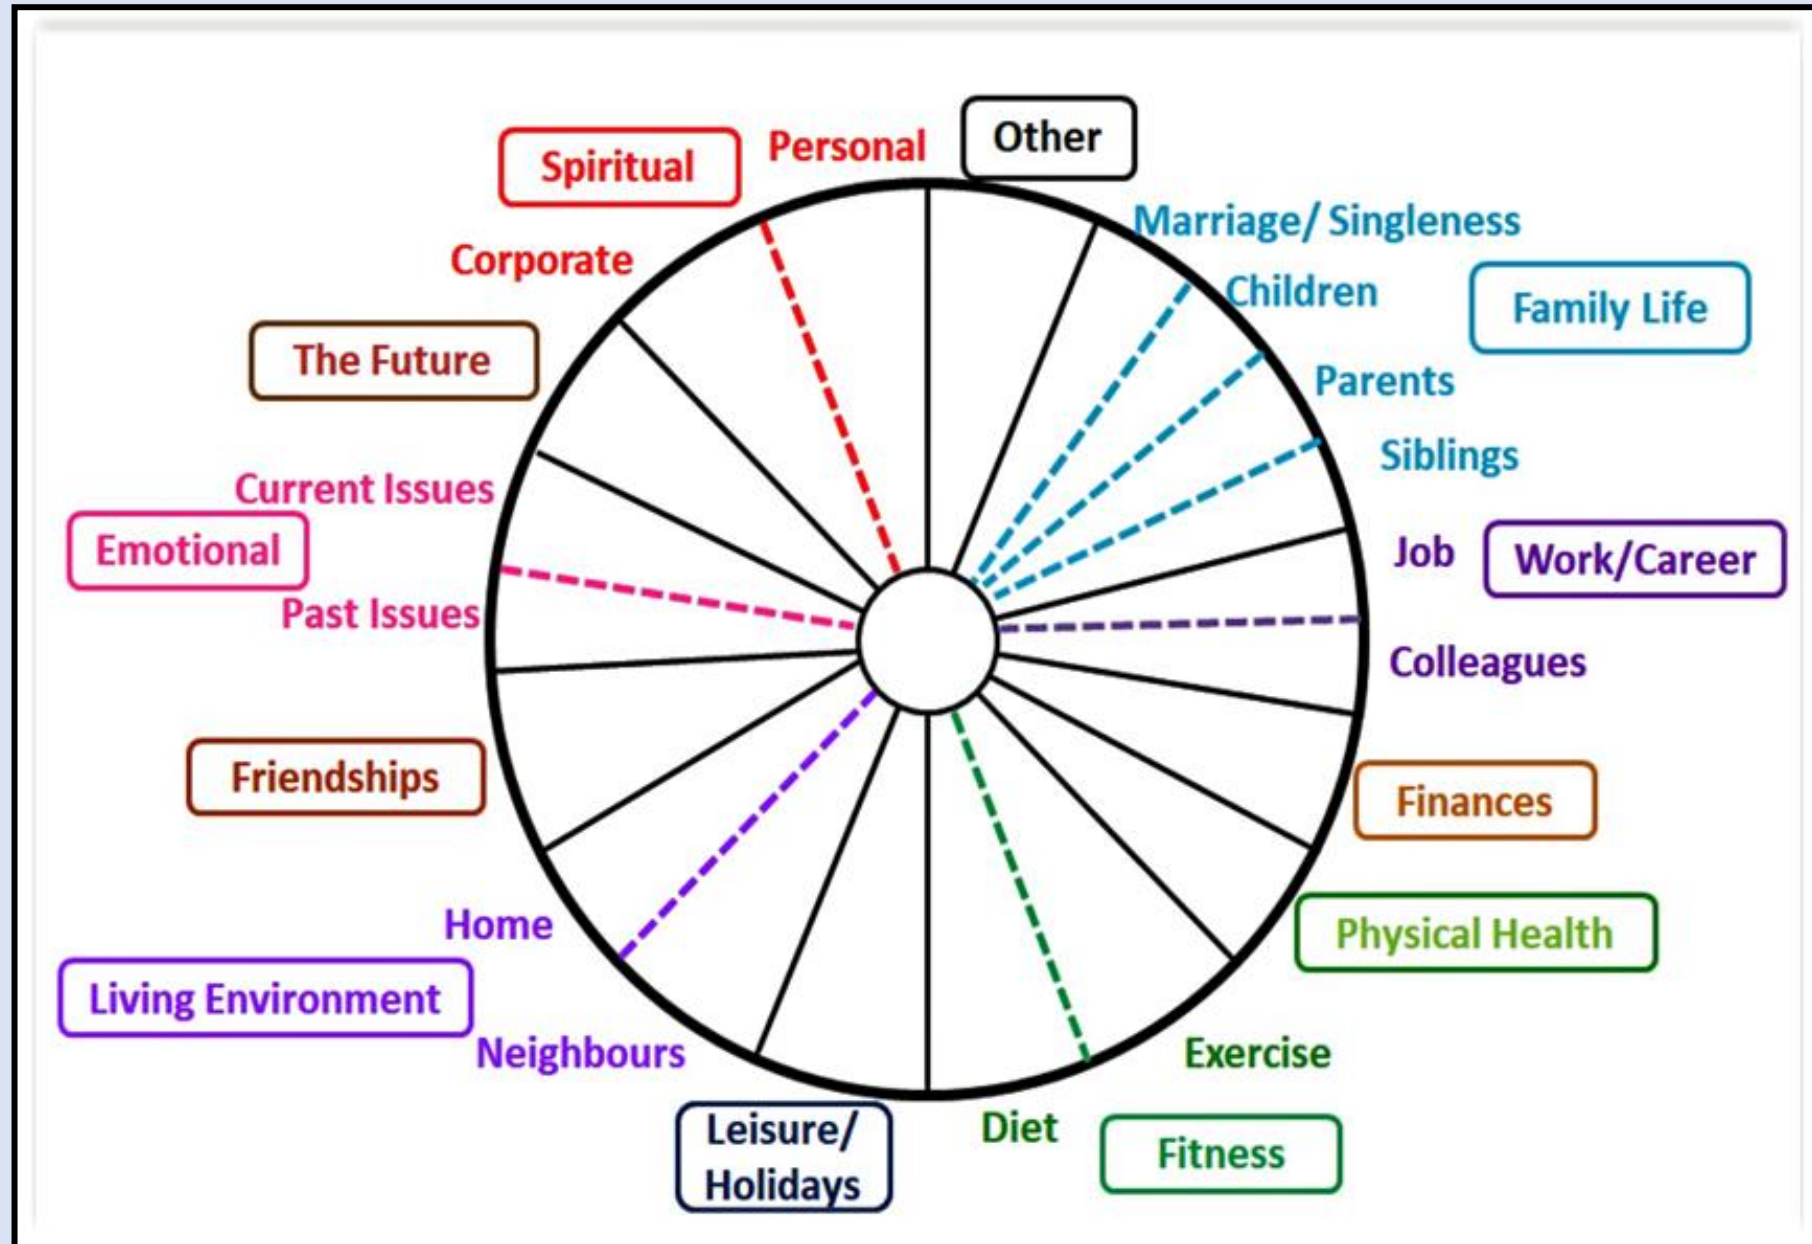 Other
Personal
Spiritual
Marriage/ Singleness
Corporate
Children
Family Life
The Future
Parents
Siblings
Current Issues
Emotional
Job
Work/Career
Past Issues
Colleagues
Friendships
Finances
Home
Physical Health
Living Environment
Neighbours
Exercise
Leisure/
Holidays
Diet
Fitness